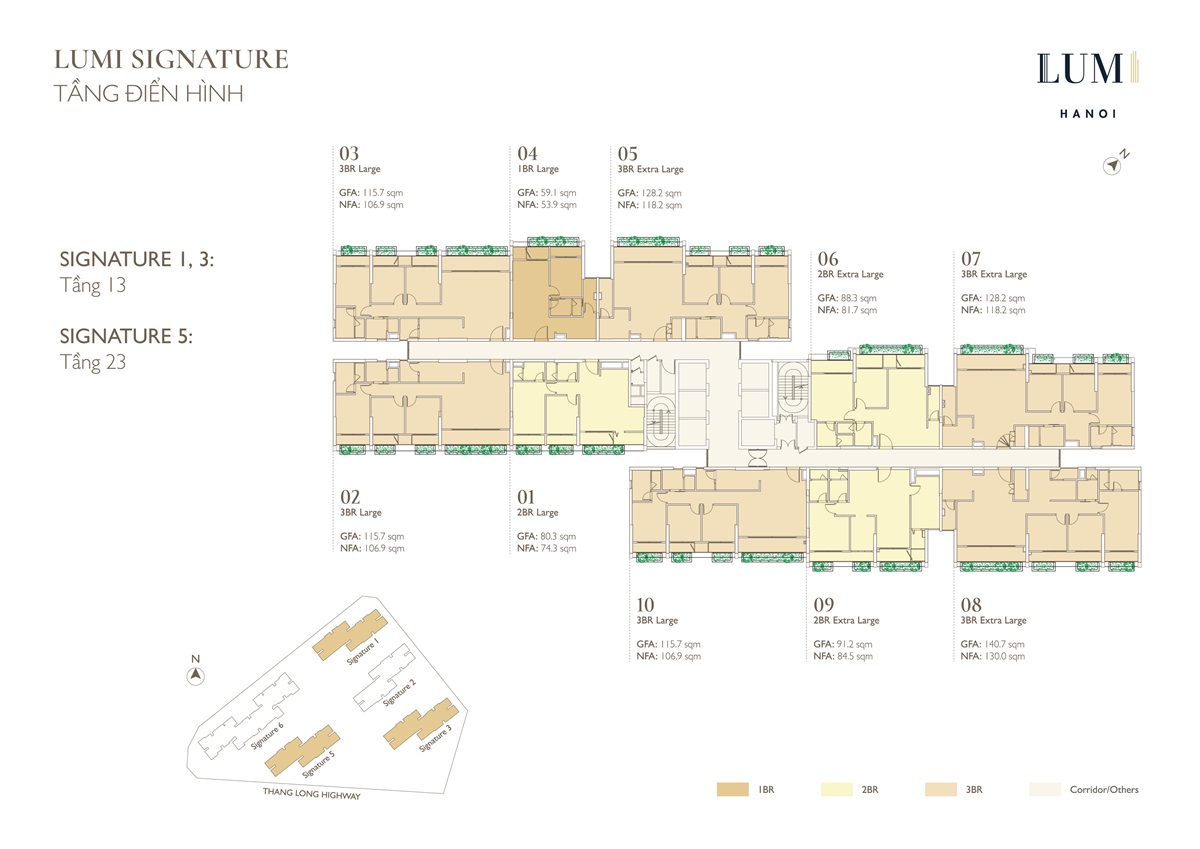 LUMI SIGNATURE
TẦNG ĐIỂN HÌNH
LUMI
HANOI
N
SIGNATURE 1, 3:
Tầng 13
SIGNATURE 5:
Tầng 23
03
3BR Large
GFA: 115.7 sqm
NFA: 106.9 sqm
04
1BR Large
GFA: 59.1 sqm
NFA: 53.9 sqm
05
3BR Extra Large
GFA: 128.2 sqm
NFA: 118.2 sqm
06
2BR Extra Large
GFA: 88.3 sqm
NFA: 81.7 sqm
07
3BR Extra Large
GFA: 128.2 sqm
NFA: 118.2 sqm
02
3BR Large
GFA: 115.7 sqm
NFA: 106.9 sqm
01
2BR Large
GFA: 80.3 sqm
NFA: 74.3 sqm
10
3BR Large
GFA: 115.7 sqm
NFA: 106.9 sqm
09
2BR Extra Large
GFA: 91.2 sqm
NFA: 84.5 sqm
08
3BR Extra Large
GFA: 140.7 sqm
NFA: 130.0 sqm
N
Signature 1
Signature 2
Signature 3
Signature 6
Signature 5
THANG LONG HIGHWAY
1BR
2BR
3BR
Corridor/Others